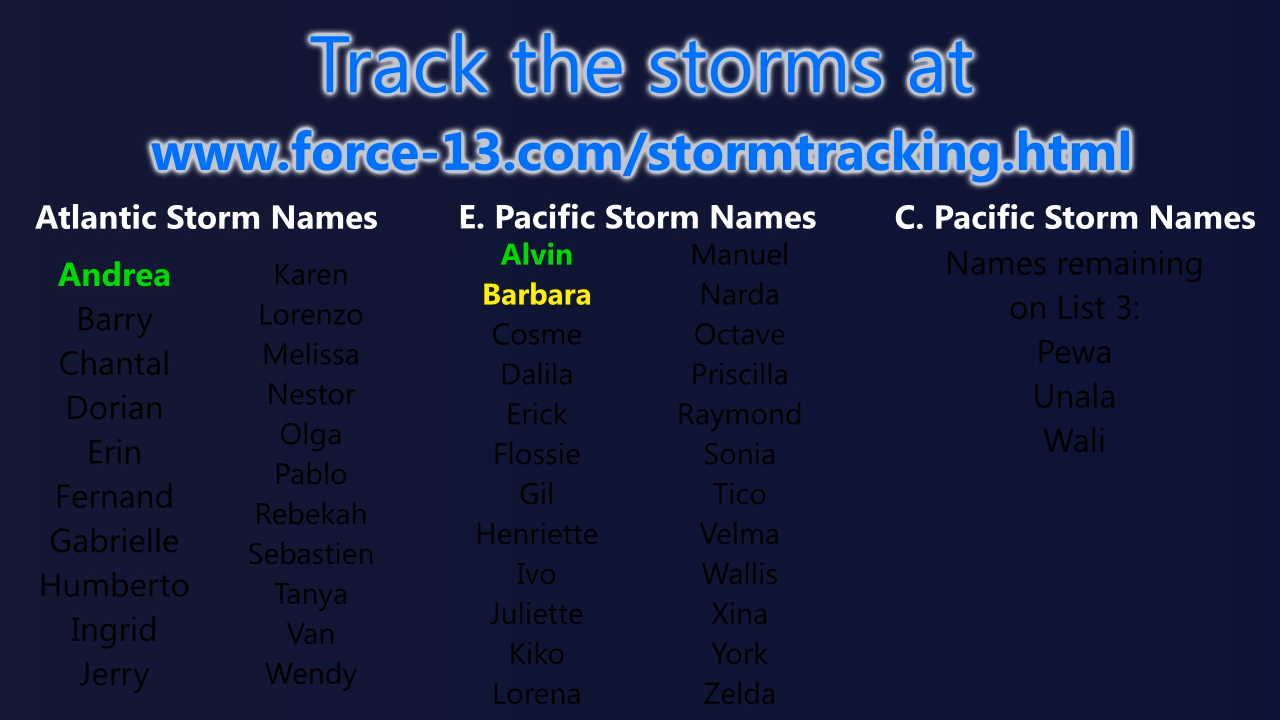 Track the storms at
www.force-13.com/stormtracking.html
Atlantic Storm Names
Andrea
Barry
Chantal
Dorian
Erin
Fernand
Gabrielle
Humberto
Ingrid
Jerry
Karen
Lorenzo
Melissa
Nestor
Olga
Pablo
Rebekah
Sebastien
Tanya
Van
Wendy
E. Pacific Storm Names
Alvin
Barbara
Cosme
Dalila
Erick
Flossie
Gil
Henriette
Ivo
Juliette
Kiko
Lorena
Manuel
Narda
Octave
Priscilla
Raymond
Sonia
Tico
Velma
Wallis
Xina
York
Zelda
C. Pacific Storm Names
Names remaining
on List 3:
Pewa
Unala
Wali